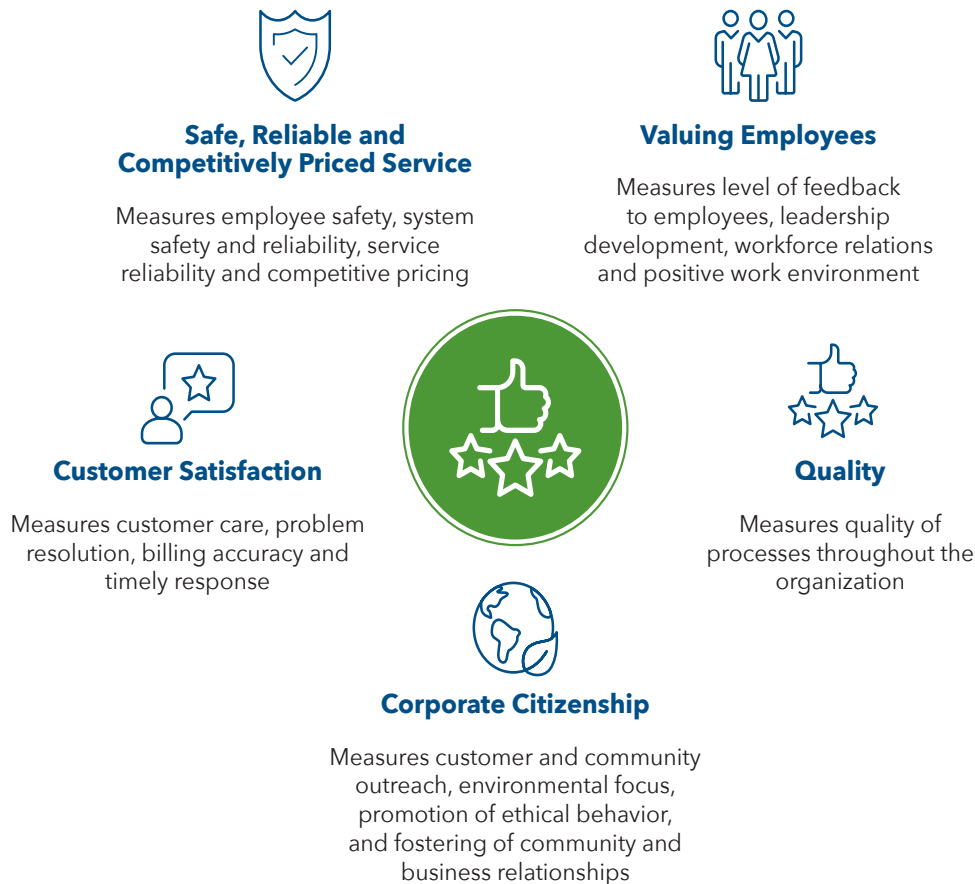 Safe, Reliable and
Competitively Priced Service
Measures employee safety, system
safety and reliability, service
reliability and competitive pricing
Valuing Employees
Measures level of feedback
to employees, leadership
development, workforce relations
and positive work environment
Customer Satisfaction
Measures customer care, problem
resolution, billing accuracy and
timely response
Quality
Measures quality of
processes throughout the
organization
Corporate Citizenship
Measures customer and community
outreach, environmental focus,
promotion of ethical behavior,
and fostering of community and
business relationships